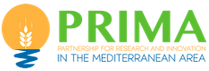 PRIMA
PARTNERSHIP FOR RESEARCH AND INNOVATION
IN THE MEDITERRANEAN AREA